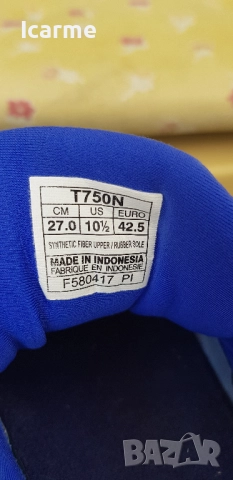 Icarme
T750N
CM US EURO
27.0 10½ 42.5
SYNTHETIC FIBER UPPER / RUBBER SOLE
MADE IN INDONESIA
FABRIQUE EN INDONESIE
F580417 PI
BAZAR